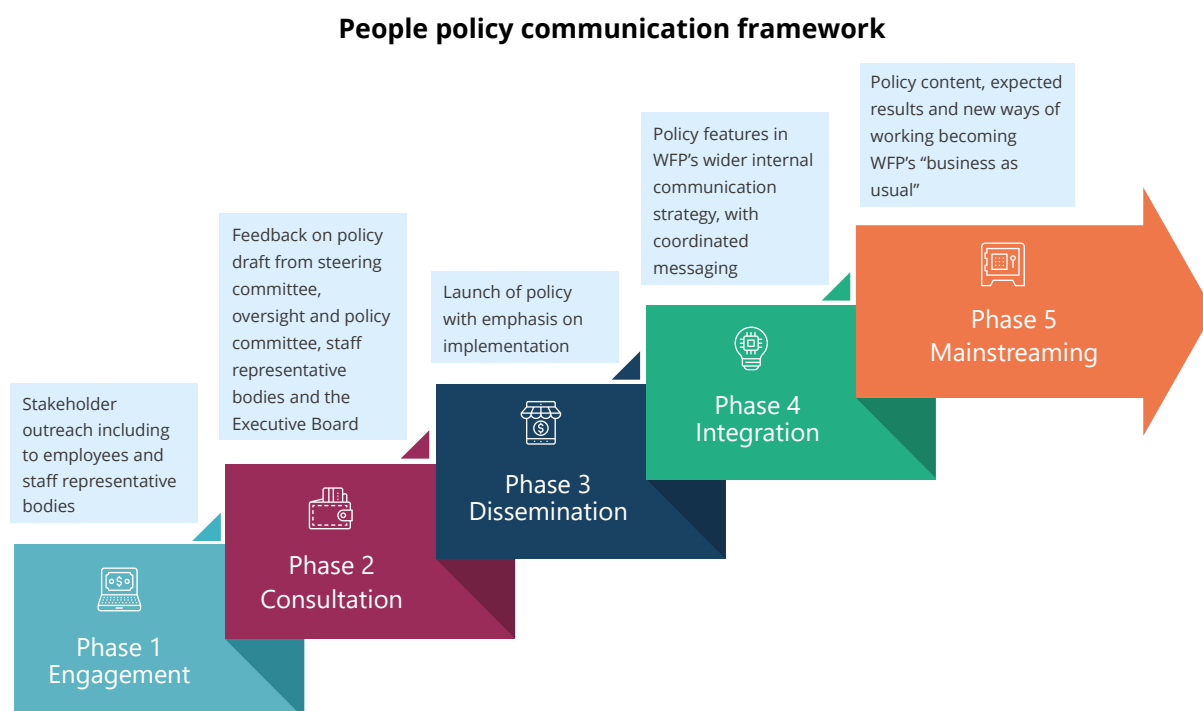 People policy communication framework
Stakeholder
outreach including
to employees and
staff representative
bodies
Phase 1
Engagement
Feedback on policy
draft from steering
committee,
oversight and policy
committee, staff
representative
bodies and the
Executive Board
Phase 2
Consultation
Launch of policy
with emphasis on
implementation
Phase 3
Dissemination
Policy features in
WFP’s wider internal
communication
strategy, with
coordinated
messaging
Phase 4
Integration
Policy content, expected
results and new ways of
working becoming
WFP’s “business as
usual”
Phase 5
Mainstreaming